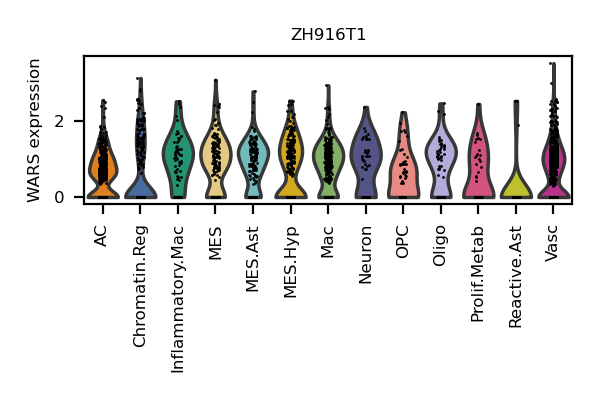 ZH916T1
WARS expression
2
0
AC
Chromatin.Reg
Inflammatory.Mac
MES
MES.Ast
MES.Hyp
Mac
Neuron
OPC
Oligo
Prolif.Metab
Reactive.Ast
Vasc